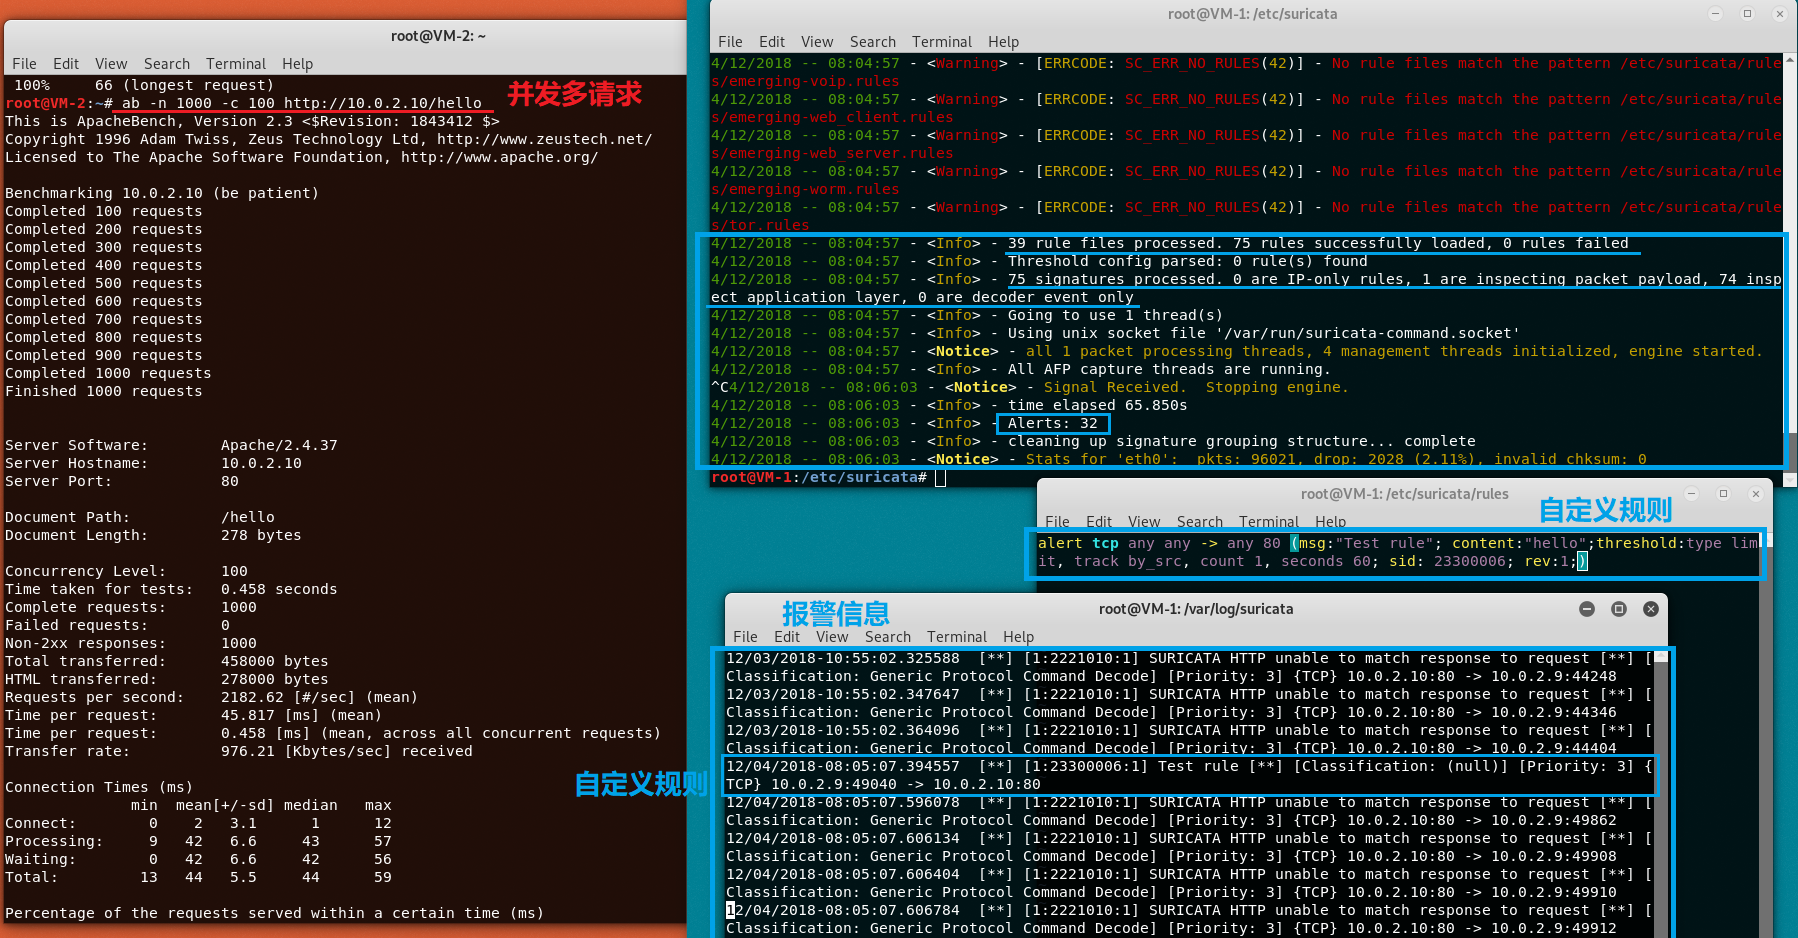 root@VM-2: ~
File Edit View Search Terminal Help
100%     66 (longest request)
root@VM-2:~# ab -n 1000 -c 100 http://10.0.2.10/hello
并发多请求
This is ApacheBench, Version 2.3 <$Revision: 1843412 $>
Copyright 1996 Adam Twiss, Zeus Technology Ltd, http://www.zeustech.net/
Licensed to The Apache Software Foundation, http://www.apache.org/
Benchmarking 10.0.2.10 (be patient)
Completed 100 requests
Completed 200 requests
Completed 300 requests
Completed 400 requests
Completed 500 requests
Completed 600 requests
Completed 700 requests
Completed 800 requests
Completed 900 requests
Completed 1000 requests
Finished 1000 requests
Server Software:        Apache/2.4.37
Server Hostname:        10.0.2.10
Server Port:            80
Document Path:          /hello
Document Length:        278 bytes
Concurrency Level:      100
Time taken for tests:   0.458 seconds
Complete requests:      1000
Failed requests:        0
Non-2xx responses:      1000
Total transferred:      458000 bytes
HTML transferred:       278000 bytes
Requests per second:    2182.62 [#/sec] (mean)
Time per request:       45.817 [ms] (mean)
Time per request:       0.458 [ms] (mean, across all concurrent requests)
Transfer rate:          976.21 [Kbytes/sec] received
Connection Times (ms)
              min  mean[+/-sd] median   max
Connect:        0    2   3.1      1      12
Processing:     9   42   6.6     43      57
Waiting:        0   42   6.6     42      56
Total:         13   44   5.5     44      59
Percentage of the requests served within a certain time (ms)
root@VM-1: /etc/suricata
File Edit View Search Terminal Help
4/12/2018 -- 08:04:57 - <Warning> - [ERRCODE: SC_ERR_NO_RULES(42)] - No rule files match the pattern /etc/suricata/rule
s/emerging-voip.rules
4/12/2018 -- 08:04:57 - <Warning> - [ERRCODE: SC_ERR_NO_RULES(42)] - No rule files match the pattern /etc/suricata/rule
s/emerging-web_client.rules
4/12/2018 -- 08:04:57 - <Warning> - [ERRCODE: SC_ERR_NO_RULES(42)] - No rule files match the pattern /etc/suricata/rule
s/emerging-web_server.rules
4/12/2018 -- 08:04:57 - <Warning> - [ERRCODE: SC_ERR_NO_RULES(42)] - No rule files match the pattern /etc/suricata/rule
s/emerging-worm.rules
4/12/2018 -- 08:04:57 - <Warning> - [ERRCODE: SC_ERR_NO_RULES(42)] - No rule files match the pattern /etc/suricata/rule
s/tor.rules
4/12/2018 -- 08:04:57 - <Info> - 39 rule files processed. 75 rules successfully loaded, 0 rules failed
4/12/2018 -- 08:04:57 - <Info> - Threshold config parsed: 0 rule(s) found
4/12/2018 -- 08:04:57 - <Info> - 75 signatures processed. 0 are IP-only rules, 1 are inspecting packet payload, 74 insp
ect application layer, 0 are decoder event only
4/12/2018 -- 08:04:57 - <Info> - Going to use 1 thread(s)
4/12/2018 -- 08:04:57 - <Info> - Using unix socket file '/var/run/suricata-command.socket'
4/12/2018 -- 08:04:57 - <Notice> - all 1 packet processing threads, 4 management threads initialized, engine started.
4/12/2018 -- 08:04:57 - <Info> - All AFP capture threads are running.
^C4/12/2018 -- 08:06:03 - <Notice> - Signal Received.  Stopping engine.
4/12/2018 -- 08:06:03 - <Info> - time elapsed 65.850s
4/12/2018 -- 08:06:03 - <Info> - Alerts: 32
4/12/2018 -- 08:06:03 - <Info> - cleaning up signature grouping structure... complete
4/12/2018 -- 08:06:03 - <Notice> - Stats for 'eth0':  pkts: 96021, drop: 2028 (2.11%), invalid chksum: 0
root@VM-1:/etc/suricata#
root@VM-1: /etc/suricata/rules
自定义规则
File Edit View Search Terminal Help
alert tcp any any -> any 80 (msg:"Test rule"; content:"hello";threshold:type lim
it, track by_src, count 1, seconds 60; sid: 23300006; rev:1;)
报警信息
root@VM-1: /var/log/suricata
File Edit View Search Terminal Help
12/03/2018-10:55:02.325588  [**] [1:2221010:1] SURICATA HTTP unable to match response to request [**] [
Classification: Generic Protocol Command Decode] [Priority: 3] {TCP} 10.0.2.10:80 -> 10.0.2.9:44248
12/03/2018-10:55:02.347647  [**] [1:2221010:1] SURICATA HTTP unable to match response to request [**] [
Classification: Generic Protocol Command Decode] [Priority: 3] {TCP} 10.0.2.10:80 -> 10.0.2.9:44346
12/03/2018-10:55:02.364096  [**] [1:2221010:1] SURICATA HTTP unable to match response to request [**] [
Classification: Generic Protocol Command Decode] [Priority: 3] {TCP} 10.0.2.10:80 -> 10.0.2.9:44404
自定义规则
12/04/2018-08:05:07.394557  [**] [1:23300006:1] Test rule [**] [Classification: (null)] [Priority: 3] {
TCP} 10.0.2.9:49040 -> 10.0.2.10:80
12/04/2018-08:05:07.596078  [**] [1:2221010:1] SURICATA HTTP unable to match response to request [**] [
Classification: Generic Protocol Command Decode] [Priority: 3] {TCP} 10.0.2.10:80 -> 10.0.2.9:49862
12/04/2018-08:05:07.606134  [**] [1:2221010:1] SURICATA HTTP unable to match response to request [**] [
Classification: Generic Protocol Command Decode] [Priority: 3] {TCP} 10.0.2.10:80 -> 10.0.2.9:49908
12/04/2018-08:05:07.606404  [**] [1:2221010:1] SURICATA HTTP unable to match response to request [**] [
Classification: Generic Protocol Command Decode] [Priority: 3] {TCP} 10.0.2.10:80 -> 10.0.2.9:49910
12/04/2018-08:05:07.606784  [**] [1:2221010:1] SURICATA HTTP unable to match response to request [**] [
Classification: Generic Protocol Command Decode] [Priority: 3] {TCP} 10.0.2.10:80 -> 10.0.2.9:49912